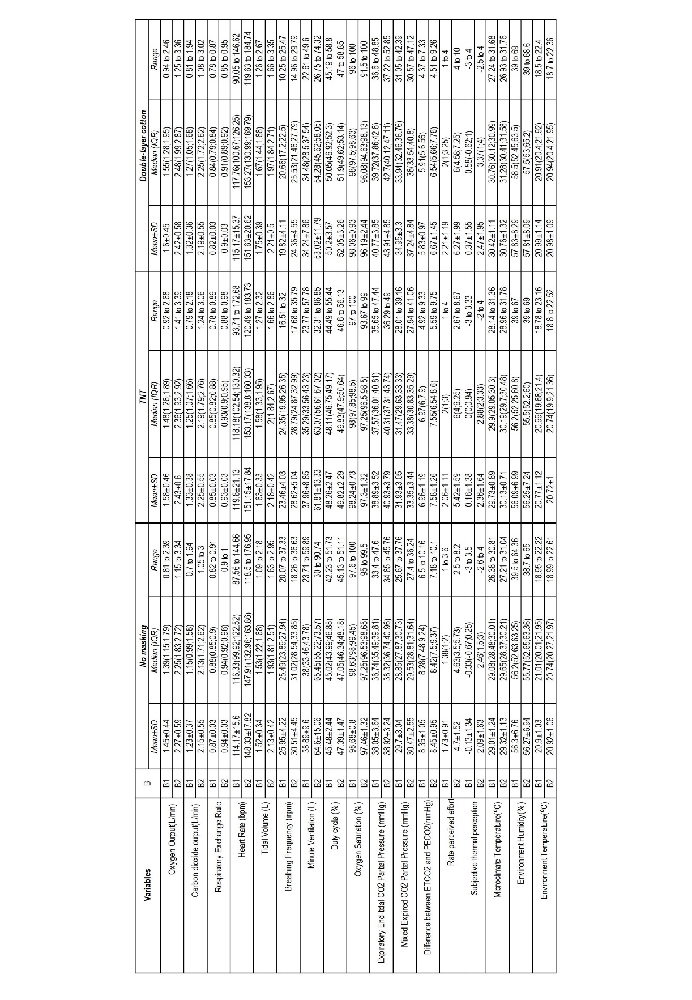 Variables B No masking TNT Double-layer cotton
Mean±SD Median (IQR) Range Mean±SD Median (IQR) Range Mean±SD Median (IQR) Range
Oxygen Output(L/min) B1 1.45±0.44 1.39(1.15;1.79) 0.81 to 2.39 1.58±0.46 1.48(1.26;1.89) 0.92 to 2.68 1.6±0.45 1.55(1.28;1.95) 0.94 to 2.46
B2 2.27±0.59 2.25(1.83;2.72) 1.15 to 3.34 2.43±0.6 2.36(1.93;2.92) 1.41 to 3.39 2.42±0.58 2.48(1.99;2.87) 1.25 to 3.36
Carbon dioxide output(L/min) B1 1.23±0.37 1.15(0.99;1.58) 0.7 to 1.94 1.33±0.38 1.25(1.07;1.66) 0.79 to 2.18 1.32±0.36 1.27(1.05;1.68) 0.81 to 1.94
B2 2.15±0.55 2.13(1.71;2.62) 1.05 to 3 2.25±0.55 2.19(1.79;2.76) 1.24 to 3.06 2.19±0.55 2.25(1.72;2.62) 1.08 to 3.02
Respiratory Exchange Ratio B1 0.87±0.03 0.88(0.85;0.9) 0.82 to 0.91 0.85±0.03 0.85(0.82;0.88) 0.78 to 0.89 0.82±0.03 0.84(0.79;0.84) 0.78 to 0.87
B2 0.94±0.03 0.94(0.92;0.96) 0.9 to 1 0.93±0.03 0.93(0.9;0.95) 0.88 to 0.98 0.9±0.03 0.91(0.89;0.92) 0.85 to 0.95
Heart Rate (bpm) B1 114.17±15.6 116.33(99.92;122.52) 87.56 to 144.66 119.8±21.13 118.18(102.54;130.32) 93.71 to 172.68 115.17±15.37 117.76(100.67;126.25) 90.05 to 146.62
B2 148.33±17.82 147.91(132.96;163.86) 118.5 to 176.95 151.15±17.84 153.17(138.8;160.03) 120.49 to 183.73 151.63±20.62 153.27(130.99;169.79) 119.63 to 184.74
Tidal Volume (L) B1 1.52±0.34 1.53(1.22;1.68) 1.09 to 2.18 1.63±0.33 1.58(1.33;1.95) 1.27 to 2.32 1.75±0.39 1.67(1.44;1.88) 1.26 to 2.67
B2 2.13±0.42 1.93(1.81;2.51) 1.63 to 2.95 2.18±0.42 2(1.84;2.67) 1.66 to 2.86 2.21±0.5 1.97(1.84;2.71) 1.66 to 3.35
Breathing Frequency (irpm) B1 25.95±4.22 25.49(23.89;27.94) 20.07 to 37.33 23.46±4.03 24.35(19.95;26.35) 16.51 to 32 19.82±4.11 20.66(17.2;22.5) 10.25 to 25.47
B2 30.51±4.45 31.02(28.54;33.85) 18.26 to 36.63 28.62±5.04 28.79(24.87;32.99) 17.68 to 35.79 24.36±4.55 25.53(21.46;27.79) 14.96 to 29.79
Minute Ventilation (L) B1 38.89±9.6 38(33.46;43.78) 23.71 to 59.89 37.96±8.85 35.29(33.56;43.23) 23.77 to 57.78 34.24±7.86 34.48(28.5;37.54) 22.61 to 49.6
B2 64.6±15.06 65.45(55.22;73.57) 30 to 90.74 61.81±13.33 63.07(56.61;67.02) 32.31 to 86.85 53.02±11.79 54.28(45.62;58.05) 26.75 to 74.32
Duty cycle (%) B1 45.48±2.44 45.02(43.99;46.88) 42.23 to 51.73 48.26±2.47 48.11(46.75;49.17) 44.49 to 55.44 50.2±3.57 50.05(46.92;52.3) 45.19 to 58.8
B2 47.39±1.47 47.05(46.34;48.18) 45.13 to 51.11 49.82±2.29 49.83(47.9;50.64) 46.6 to 56.13 52.05±3.26 51.9(49.62;53.14) 47 to 58.85
Oxygen Saturation (%) B1 98.68±0.8 98.63(98;99.45) 97.6 to 100 98.24±0.73 98(97.85;98.5) 97 to 100 98.06±0.93 98(97.5;98.63) 96 to 100
B2 97.46±1.32 97.25(96.53;98.65) 95 to 99.5 97.3±1.32 97.25(96.5;98.5) 93.67 to 99 96.19±2.44 96.08(94.63;98.13) 91.5 to 100
Expiratory End-tidal CO2 Partial Pressure (mmHg) B1 38.05±3.64 36.74(35.49;39.81) 33.4 to 47.6 38.89±3.52 37.57(36.01;40.81) 35.65 to 47.44 40.77±3.85 39.72(37.86;42.8) 36.6 to 48.85
B2 38.92±3.24 38.32(36.74;40.96) 34.85 to 45.76 40.93±3.79 40.31(37.31;43.74) 36.29 to 49 43.91±4.85 42.7(40.12;47.11) 37.22 to 52.85
Mixed Expired CO2 Partial Pressure (mmHg) B1 29.7±3.04 28.85(27.87;30.73) 25.67 to 37.76 31.93±3.05 31.47(29.63;33.33) 28.01 to 39.16 34.95±3.3 33.94(32.46;36.76) 31.05 to 42.39
B2 30.47±2.55 29.53(28.81;31.64) 27.4 to 36.24 33.35±3.44 33.38(30.83;35.29) 27.94 to 41.06 37.24±4.84 36(33.54;40.8) 30.57 to 47.12
Difference between ETCO2 and PECO2(mmHg) B1 8.35±1.05 8.28(7.48;9.24) 6.5 to 10.16 6.96±1.19 6.97(6;7.9) 4.92 to 9.33 5.83±0.97 5.91(5;6.56) 4.37 to 7.33
B2 8.45±0.95 8.42(7.5;9.37) 7.18 to 10.1 7.58±1.26 7.55(6.54;8.6) 5.59 to 9.75 6.67±1.45 6.54(5.66;7.76) 4.51 to 9.26
Rate perceived effort B1 1.73±0.91 1.38(1;2) 1 to 3.6 2.06±1.11 2(1;3) 1 to 4 2.21±1.19 2(1;3.25) 1 to 4
B2 4.7±1.52 4.63(3.5;5.73) 2.5 to 8.2 5.42±1.59 6(4;6.25) 2.67 to 8.67 6.27±1.99 6(4.58;7.25) 4 to 10
Subjective thermal perception B1 -0.13±1.34 -0.33(-0.67;0.25) -3 to 3.5 0.16±1.38 0(0;0.94) -3 to 3.33 0.37±1.55 0.58(-0.62;1) -3 to 4
B2 2.09±1.63 2.46(1.5;3) -2.6 to 4 2.36±1.64 2.88(2;3.33) -2 to 4 2.47±1.95 3.37(1;4) -2.5 to 4
Microclimate Temperature(ºC) B1 29.01±1.24 29.08(28.48;30.01) 26.38 to 30.81 29.73±0.89 29.9(29.05;30.3) 28.14 to 31.36 30.42±1.11 30.76(30.12;30.99) 27.24 to 31.68
B2 29.32±1.13 29.65(28.37;30.21) 27.21 to 31.04 30.13±0.71 30.19(29.7;30.48) 28.96 to 31.78 30.76±1.32 31.28(30.41;31.58) 26.93 to 31.76
Environment Humidity(%) B1 56.3±6.76 56.2(52.63;63.25) 39.5 to 64.36 56.09±6.99 56.2(52.25;60.8) 39 to 67 57.83±8.29 58.5(52.45;63.5) 39 to 69
B2 56.27±6.94 55.77(52.65;63.36) 38.7 to 65 56.25±7.24 55.5(52.2;60) 39 to 69 57.81±8.09 57.5(53;65.2) 39 to 68.6
Environment Temperature(ºC) B1 20.9±1.03 21.01(20.01;21.95) 18.95 to 22.22 20.77±1.12 20.99(19.68;21.4) 18.78 to 23.16 20.99±1.14 20.91(20.4;21.92) 18.5 to 22.4
B2 20.92±1.06 20.74(20.27;21.97) 18.99 to 22.61 20.72±1 20.74(19.9;21.36) 18.8 to 22.52 20.98±1.09 20.94(20.4;21.95) 18.7 to 22.36